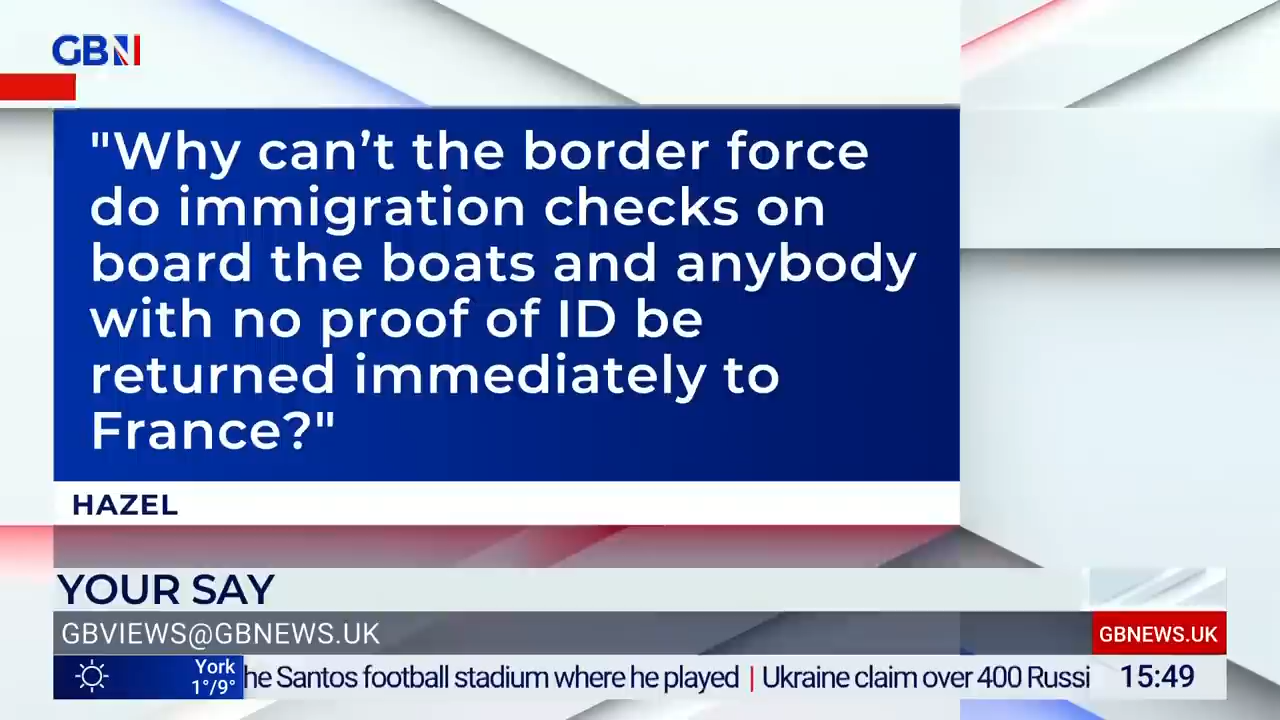 GBN
"Why can’t the border force
do immigration checks on
board the boats and anybody
with no proof of ID be
returned immediately to
France?"
HAZEL
YOUR SAY
GBVIEWS@GBNEWS.UK
GBNEWS.UK
York
1°/9°
he Santos football stadium where he played | Ukraine claim over 400 Russi
15:49